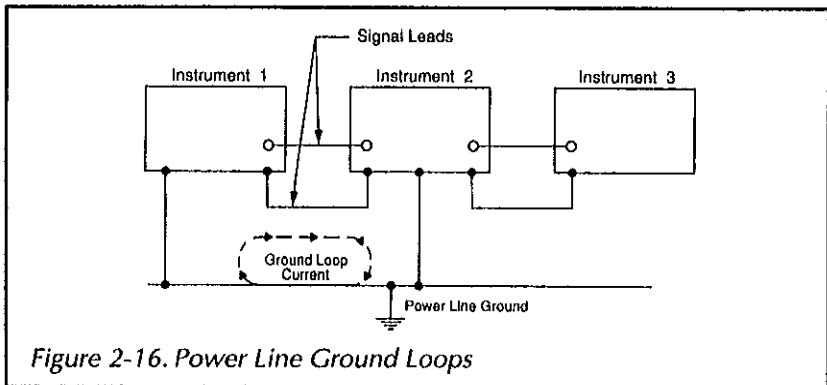 Signal Leads
Instrument 1
Instrument 2
Instrument 3
Ground Loop
Current
Power Line Ground
Figure 2-16. Power Line Ground Loops